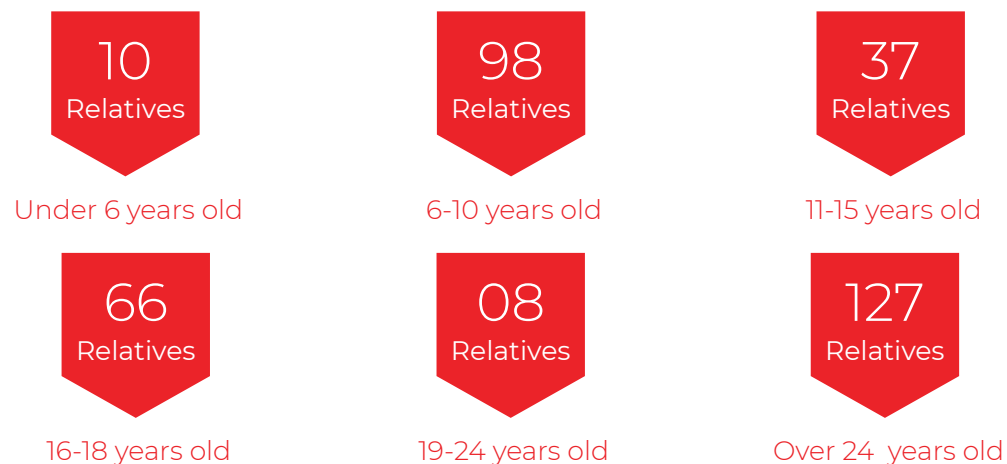 10
Relatives
Under 6 years old
98
Relatives
6-10 years old
37
Relatives
11-15 years old
66
Relatives
16-18 years old
08
Relatives
19-24 years old
127
Relatives
Over 24 years old